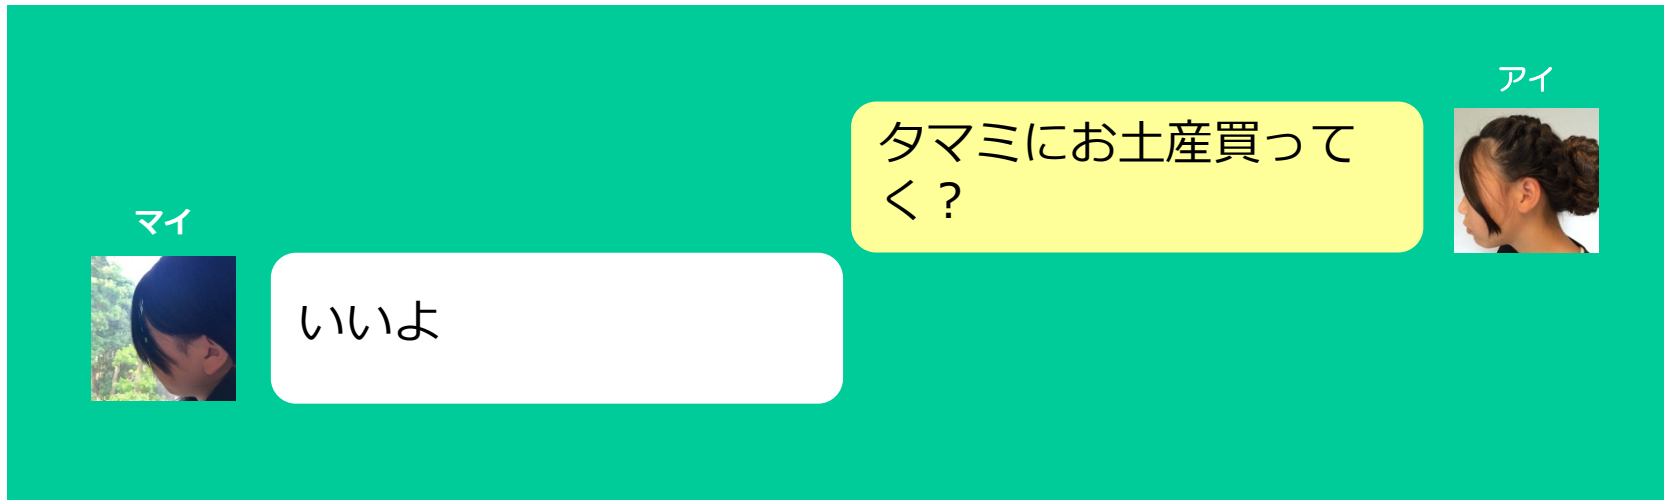 アイ
タマミにお土産買って
く？
マイ
いいよ